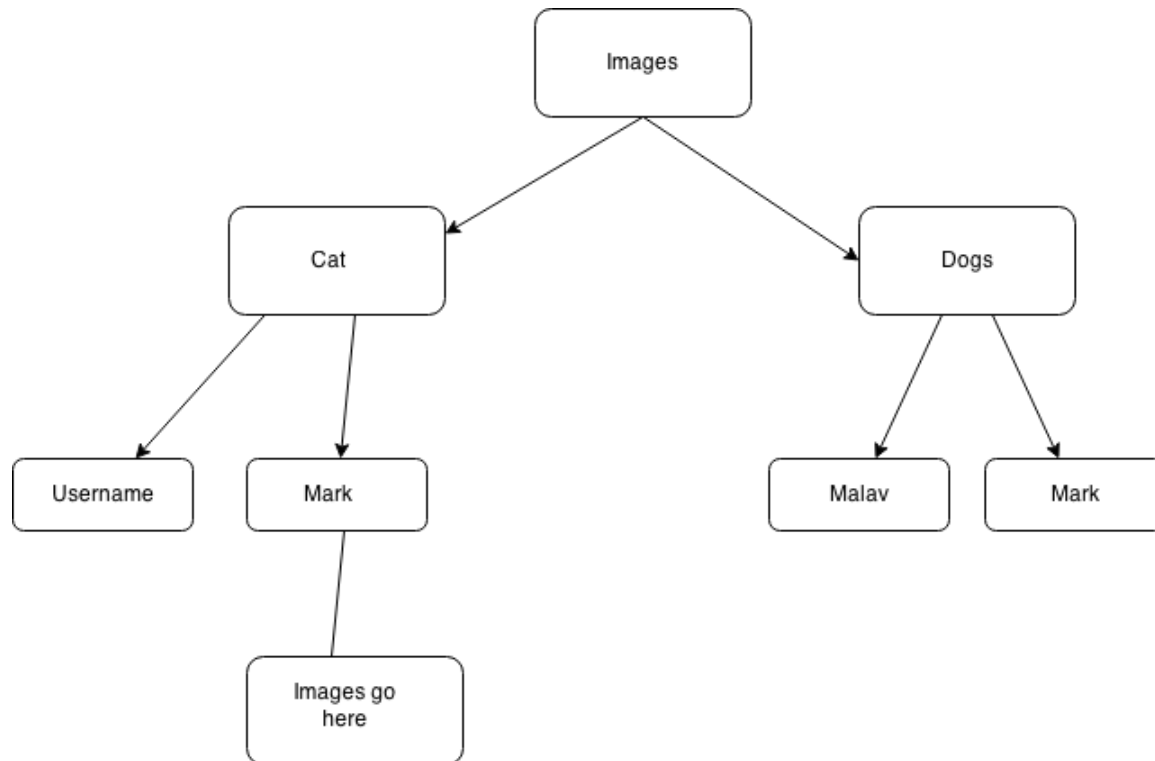 Images
Cat
Dogs
Username
Mark
Malav
Mark
Images go
here